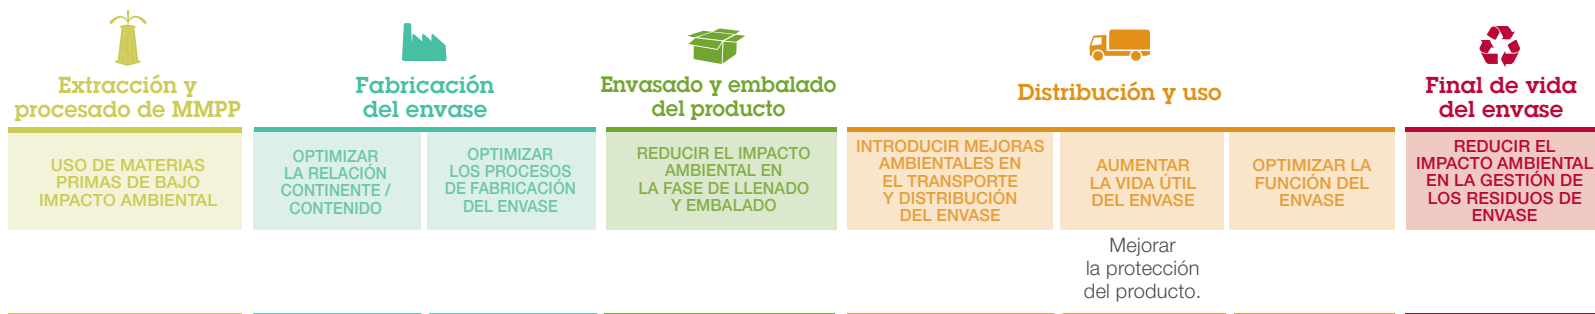 Extracción y
procesado de MMPP
Fabricación
del envase
Envasado y embalado
del producto
Distribución y uso
Final de vida
del envase
USO DE MATERIAS
PRIMAS DE BAJO
IMPACTO AMBIENTAL
OPTIMIZAR
LA RELACIÓN
CONTINENTE /
CONTENIDO
OPTIMIZAR
LOS PROCESOS
DE FABRICACIÓN
DEL ENVASE
REDUCIR EL IMPACTO
AMBIENTAL EN
LA FASE DE LLENADO
Y EMBALADO
INTRODUCIR MEJORAS
AMBIENTALES EN
EL TRANSPORTE
Y DISTRIBUCIÓN
DEL ENVASE
AUMENTAR
LA VIDA ÚTIL
DEL ENVASE
OPTIMIZAR LA
FUNCIÓN DEL
ENVASE
REDUCIR EL
IMPACTO AMBIENTAL
EN LA GESTIÓN DE
LOS RESIDUOS DE
ENVASE
Mejorar
la protección
del producto.